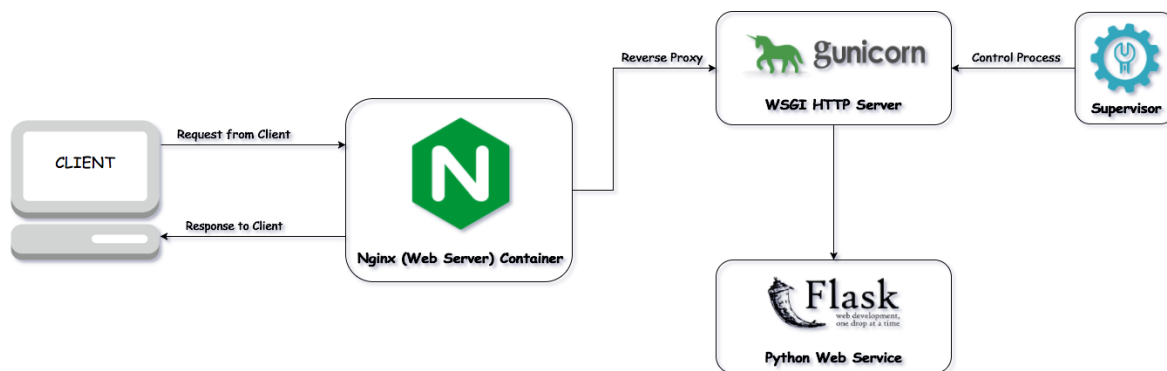 CLIENT
Request from Client
Response to Client
N
Nginx (Web Server) Container
Reverse Proxy
gunicorn
WSGI HTTP Server
Control Process
Supervisor
Flask
web development,
one drop at a time
Python Web Service